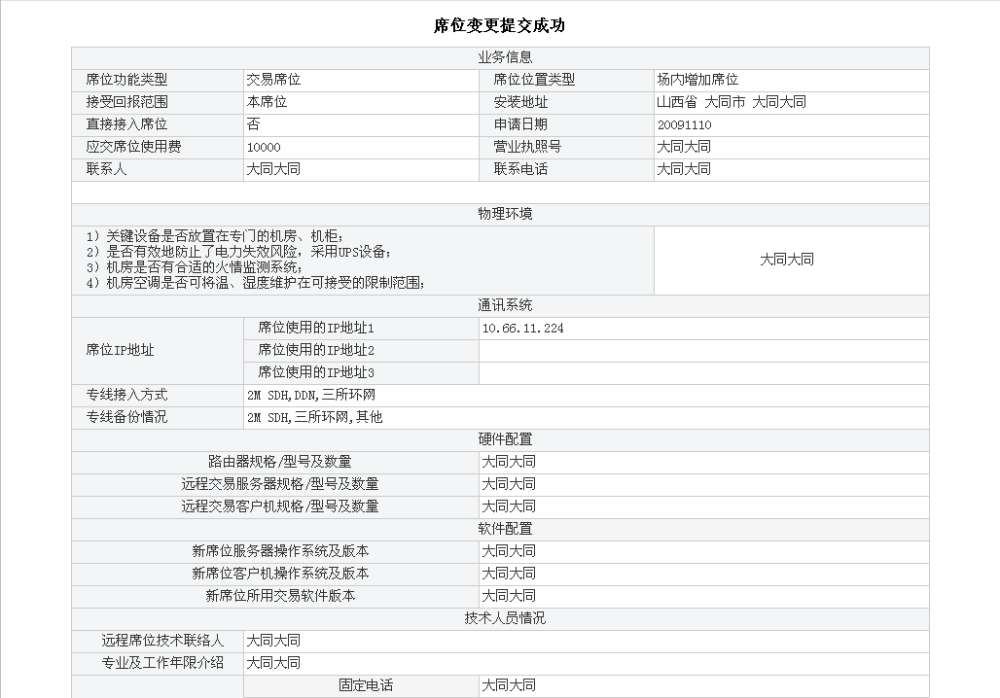 席位变更提交成功
业务信息
席位功能类型 交易席位 席位位置类型 场内增加席位
接受回报范围 本席位 安装地址 山西省 大同市 大同大同
直接接入席位 否 申请日期 20091110
应交席位使用费 10000 营业执照号 大同大同
联系人 大同大同 联系电话 大同大同
物理环境
1）关键设备是否放置在专门的机房、机柜；
2）是否有效地防止了电力失效风险，采用UPS设备；
3）机房是否有合适的火情监测系统；
4）机房空调是否可将温、湿度维护在可接受的限制范围；
大同大同
通讯系统
席位IP地址
席位使用的IP地址1 10.66.11.224
席位使用的IP地址2
席位使用的IP地址3
专线接入方式 2M SDH,DDN,三所环网
专线备份情况 2M SDH,三所环网,其他
硬件配置
路由器规格/型号及数量 大同大同
远程交易服务器规格/型号及数量 大同大同
远程交易客户机规格/型号及数量 大同大同
软件配置
新席位服务器操作系统及版本 大同大同
新席位客户机操作系统及版本 大同大同
新席位所用交易软件版本 大同大同
技术人员情况
远程席位技术联络人 大同大同
专业及工作年限介绍 大同大同
固定电话 大同大同